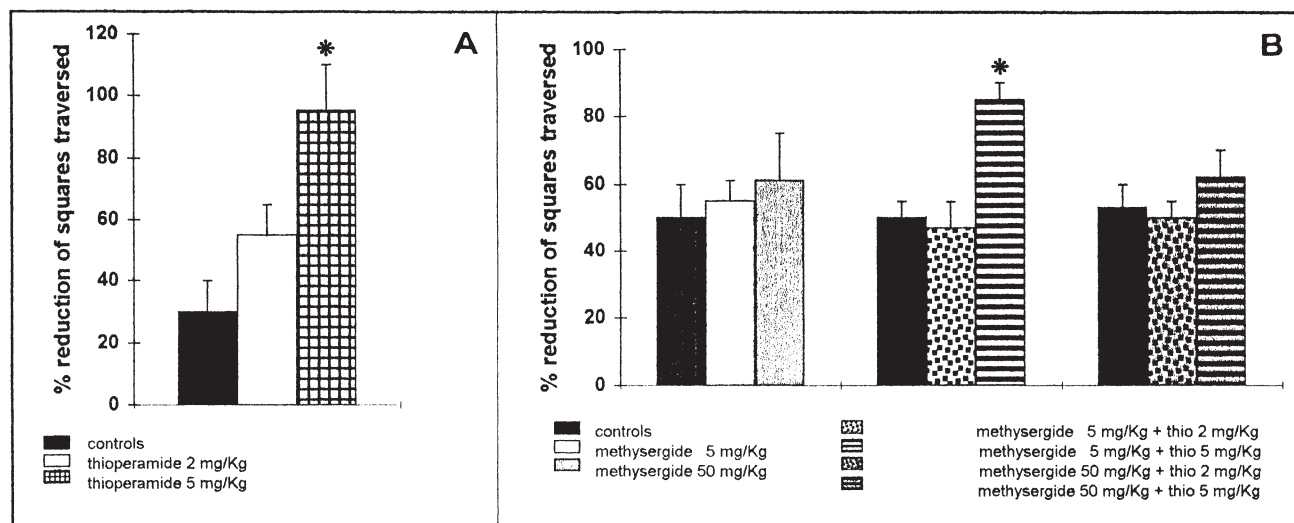 A
% reduction of squares traversed
120
100
80
60
40
20
0
*
controls
thioperamide 2 mg/Kg
thioperamide 5 mg/Kg
B
% reduction of squares traversed
100
80
60
40
20
0
*
controls
methysergide 5 mg/Kg
methysergide 50 mg/Kg
methysergide 5 mg/Kg + thio 2 mg/Kg
methysergide 5 mg/Kg + thio 5 mg/Kg
methysergide 50 mg/Kg + thio 2 mg/Kg
methysergide 50 mg/Kg + thio 5 mg/Kg